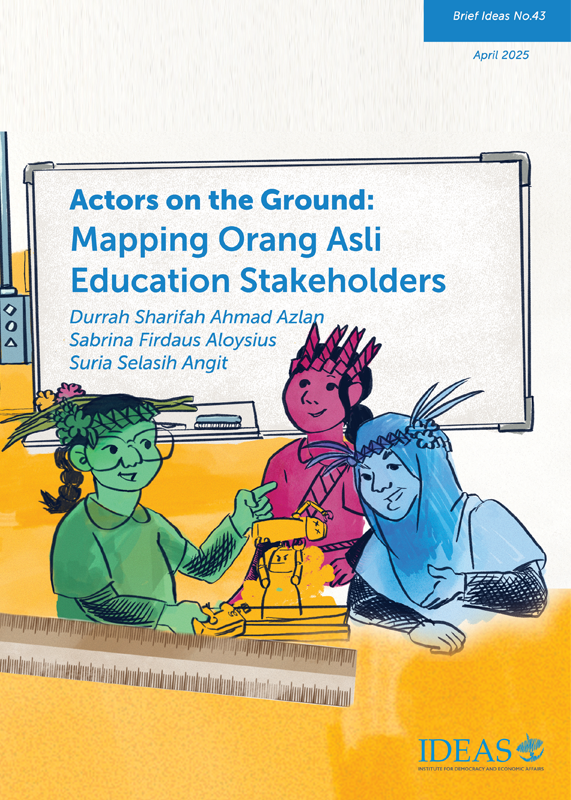 Brief Ideas No.43
April 2025
Actors on the Ground:
Mapping Orang Asli
Education Stakeholders
Durrah Sharifah Ahmad Azlan
Sabrina Firdaus Aloysius
Suria Selasih Angit
IDEAS
INSTITUTE FOR DEMOCRACY AND ECONOMIC AFFAIRS